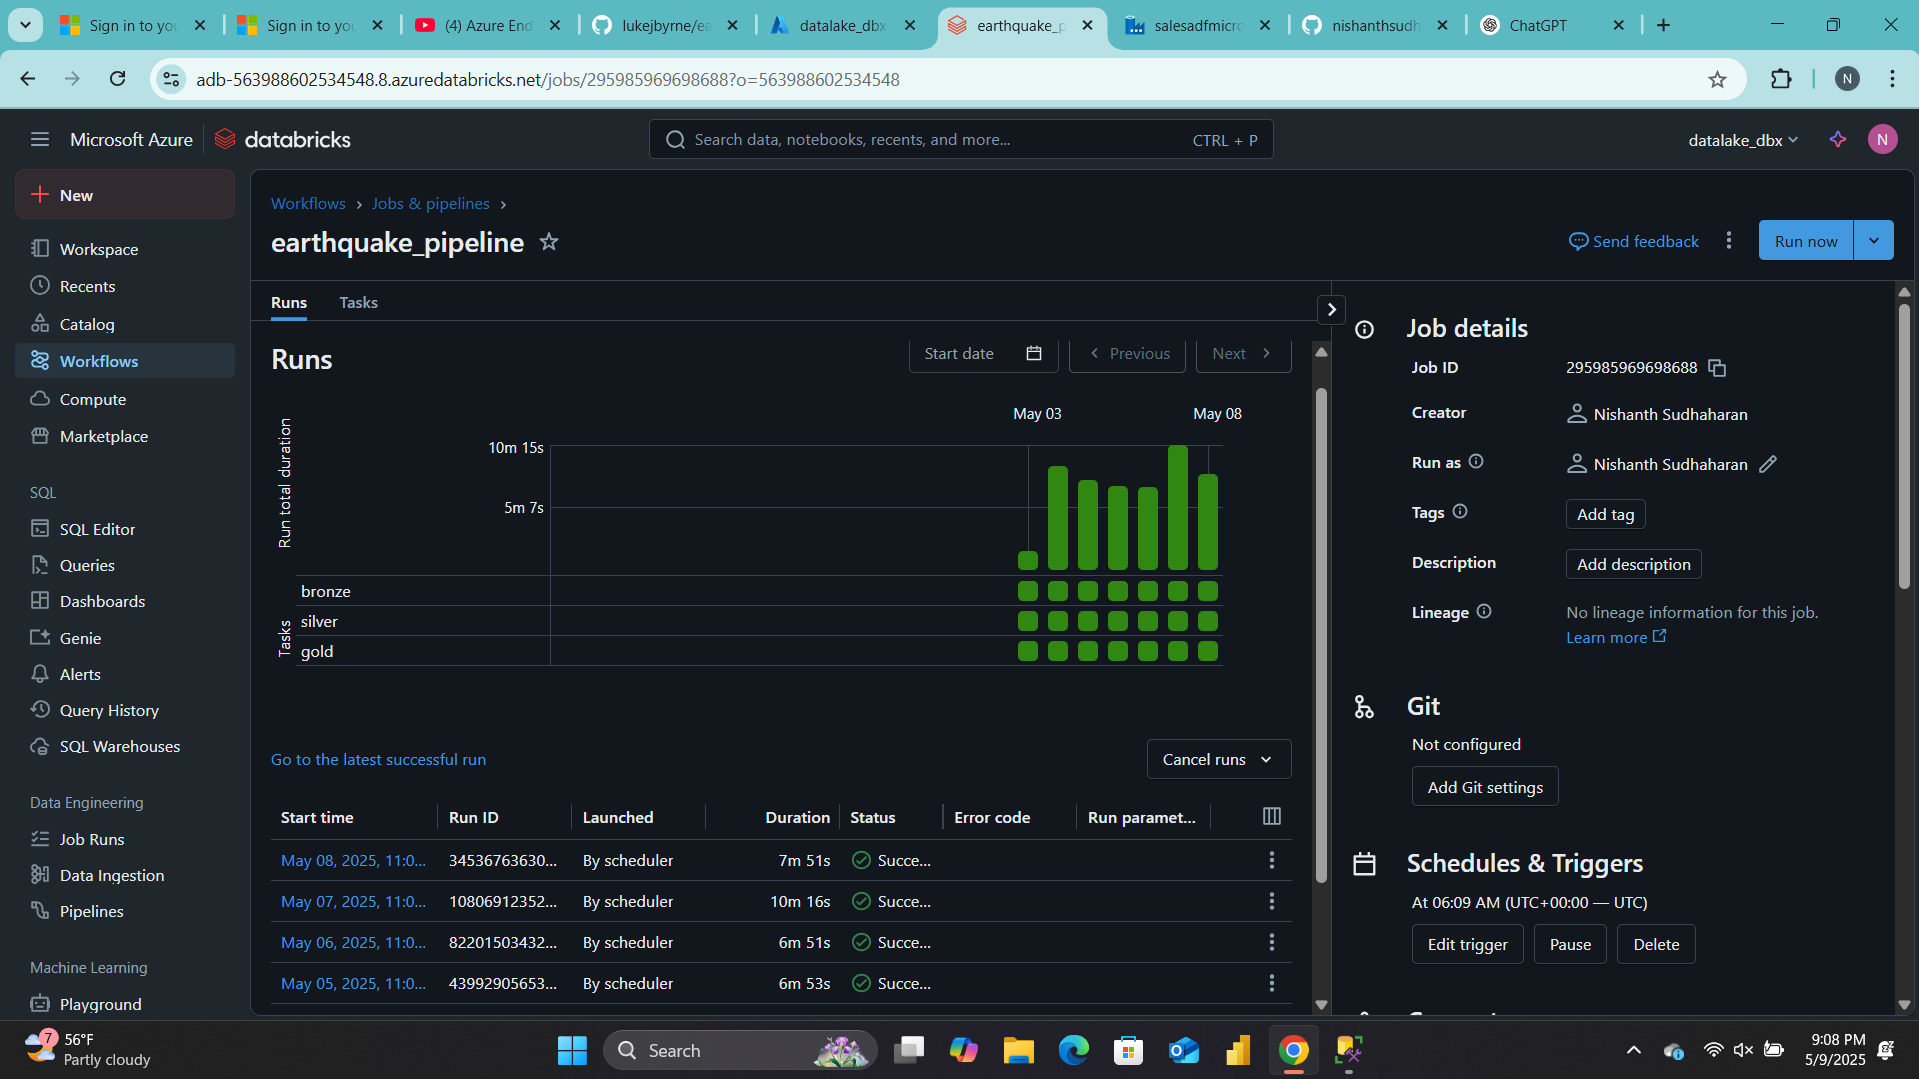 Sign in to you
Sign in to you
(4) Azure End
lukejbyrne/ea
datalake_dbx
earthquake_p
salesadfmicro
nishanthsudh
ChatGPT
adb-563988602534548.8.azuredatabricks.net/jobs/295985969698688?o=563988602534548
N
Microsoft Azure
databricks
Search data, notebooks, recents, and more...
CTRL + P
datalake_dbx
N
New
Workspace
Recents
Catalog
Workflows
Compute
Marketplace
SQL
SQL Editor
Queries
Dashboards
Genie
Alerts
Query History
SQL Warehouses
Data Engineering
Job Runs
Data Ingestion
Pipelines
Machine Learning
Playground
Workflows › Jobs & pipelines ›
earthquake_pipeline
Send feedback
Run now
Runs
Tasks
Runs
Start date
Previous
Next
May 03
May 08
Run total duration
10m 15s
5m 7s
Tasks
bronze
silver
gold
Go to the latest successful run
Cancel runs
Start time Run ID Launched Duration Status Error code Run paramet...
May 08, 2025, 11:0... 34536763630... By scheduler 7m 51s Succe...
May 07, 2025, 11:0... 10806912352... By scheduler 10m 16s Succe...
May 06, 2025, 11:0... 82201503432... By scheduler 6m 51s Succe...
May 05, 2025, 11:0... 43992905653... By scheduler 6m 53s Succe...
Job details
Job ID 295985969698688
Creator Nishanth Sudhaharan
Run as Nishanth Sudhaharan
Tags Add tag
Description Add description
Lineage No lineage information for this job.
Learn more
Git
Not configured
Add Git settings
Schedules & Triggers
At 06:09 AM (UTC+00:00 — UTC)
Edit trigger Pause Delete
7
56°F
Partly cloudy
Search
9:08 PM
5/9/2025